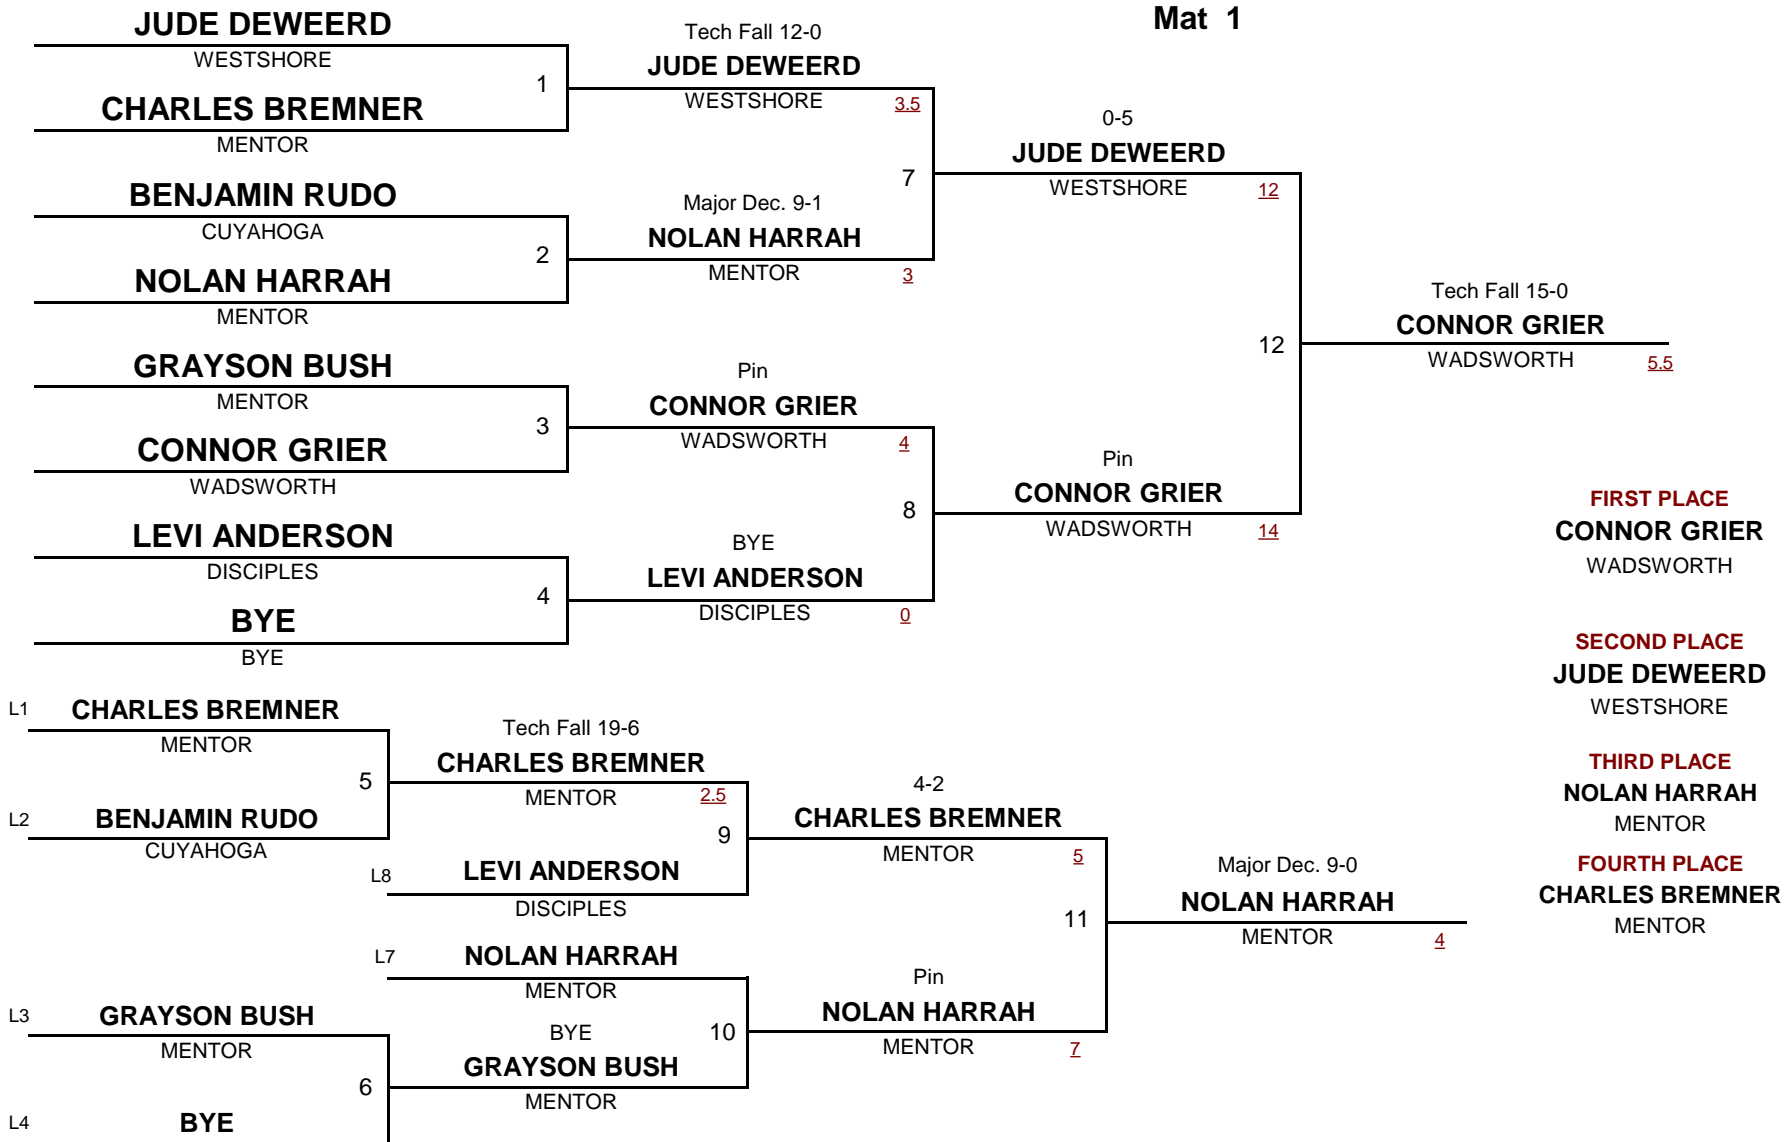 Mat 1
JUDE DEWEERD
WESTSHORE
1
CHARLES BREMNER
MENTOR
BENJAMIN RUDO
CUYAHOGA
2
NOLAN HARRAH
MENTOR
GRAYSON BUSH
MENTOR
3
CONNOR GRIER
WADSWORTH
LEVI ANDERSON
DISCIPLES
4
BYE
BYE
Tech Fall 12-0
JUDE DEWEERD
WESTSHORE 3.5
7
Major Dec. 9-1
NOLAN HARRAH
MENTOR 3
Pin
CONNOR GRIER
WADSWORTH 4
8
BYE
LEVI ANDERSON
DISCIPLES 0
0-5
JUDE DEWEERD
WESTSHORE 12
12
Pin
CONNOR GRIER
WADSWORTH 14
Tech Fall 15-0
CONNOR GRIER
WADSWORTH 5.5
FIRST PLACE
CONNOR GRIER
WADSWORTH
SECOND PLACE
JUDE DEWEERD
WESTSHORE
THIRD PLACE
NOLAN HARRAH
MENTOR
FOURTH PLACE
CHARLES BREMNER
MENTOR
L1 CHARLES BREMNER
MENTOR
5
L2 BENJAMIN RUDO
CUYAHOGA
Tech Fall 19-6
CHARLES BREMNER
MENTOR 2.5
9
L8 LEVI ANDERSON
DISCIPLES
L7 NOLAN HARRAH
MENTOR
10
BYE
GRAYSON BUSH
MENTOR
L3 GRAYSON BUSH
MENTOR
6
L4 BYE
4-2
CHARLES BREMNER
MENTOR 5
11
Pin
NOLAN HARRAH
MENTOR 7
Major Dec. 9-0
NOLAN HARRAH
MENTOR 4